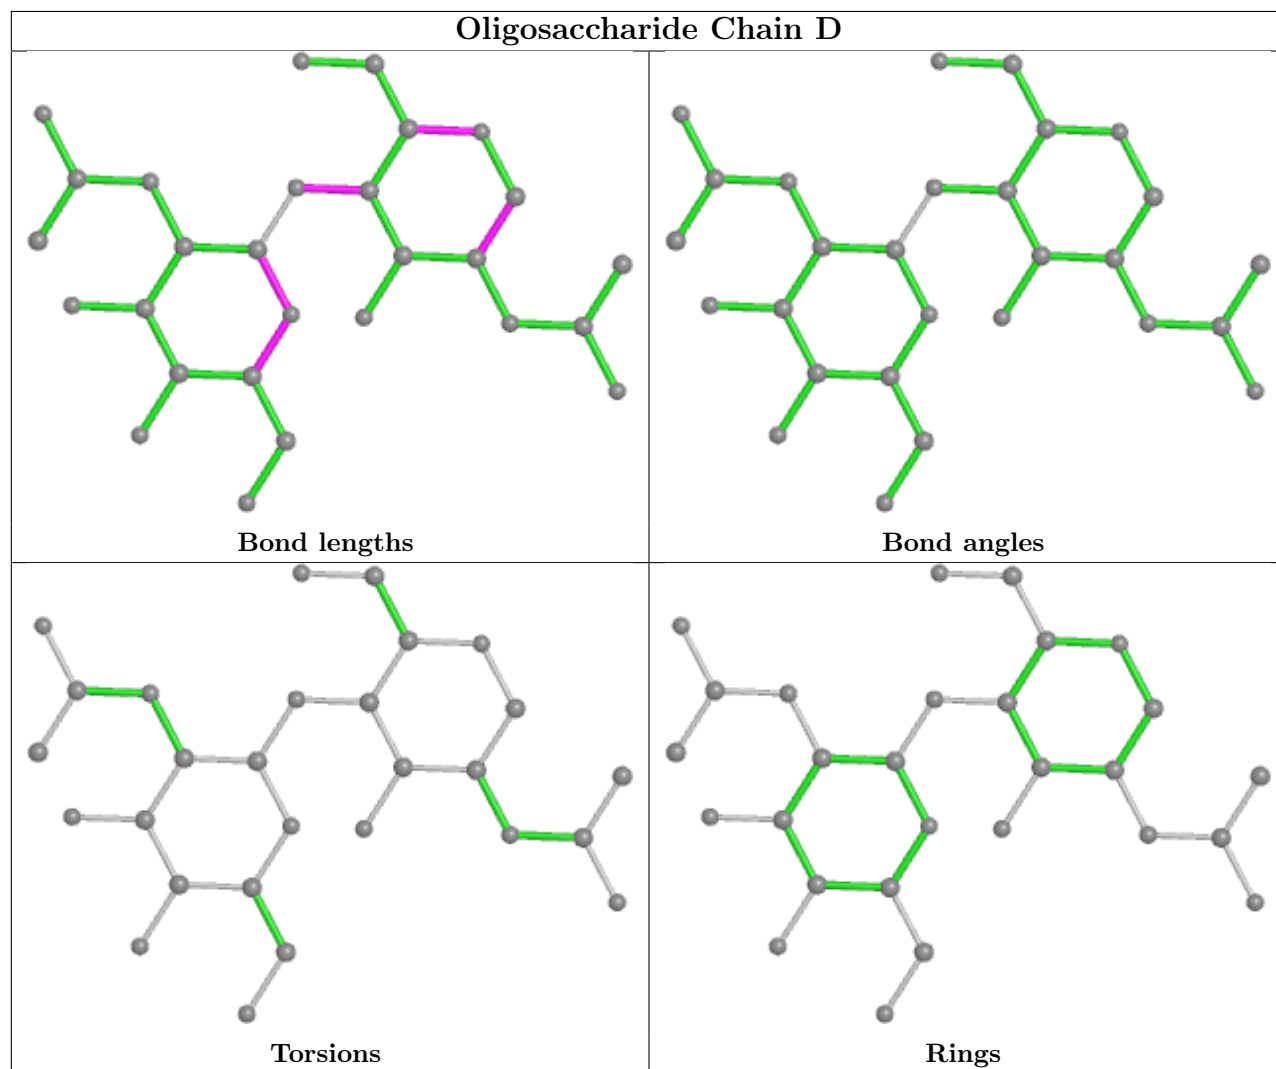 Oligosaccharide Chain D
Bond lengths
Bond angles
Torsions
Rings